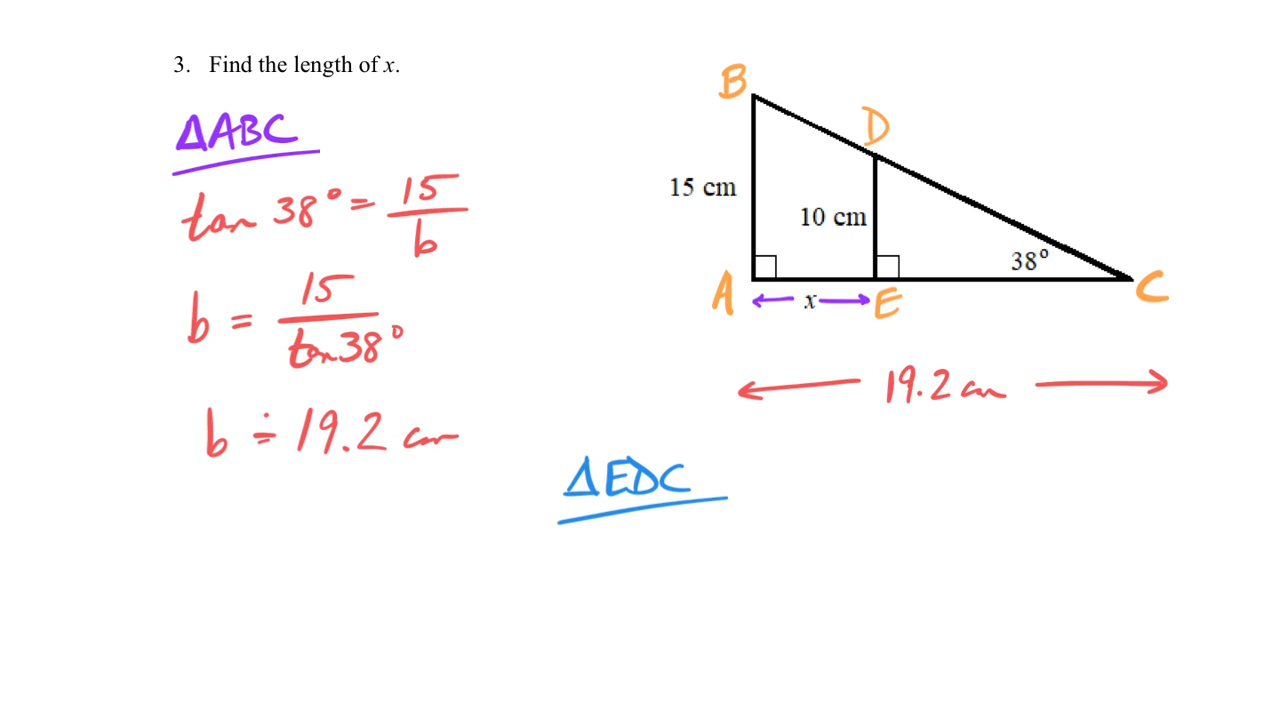 3. Find the length of x.
ΔABC
tan 38° = 15/b
b = 15/tan 38°
b ≐ 19.2 cm
B
D
15 cm
10 cm
38°
A
x
E
C
19.2 cm
ΔEDC